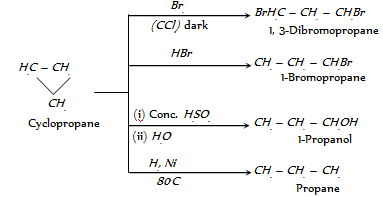 Br
(CCl) dark
BrHC – CH – CHBr
1, 3-Dibromopropane
HBr
CH – CH – CHBr
1-Bromopropane
HC – CH
CH
Cyclopropane
(i) Conc. HSO
(ii) HO
CH – CH – CHOH
1-Propanol
H, Ni
80C
CH – CH – CH
Propane